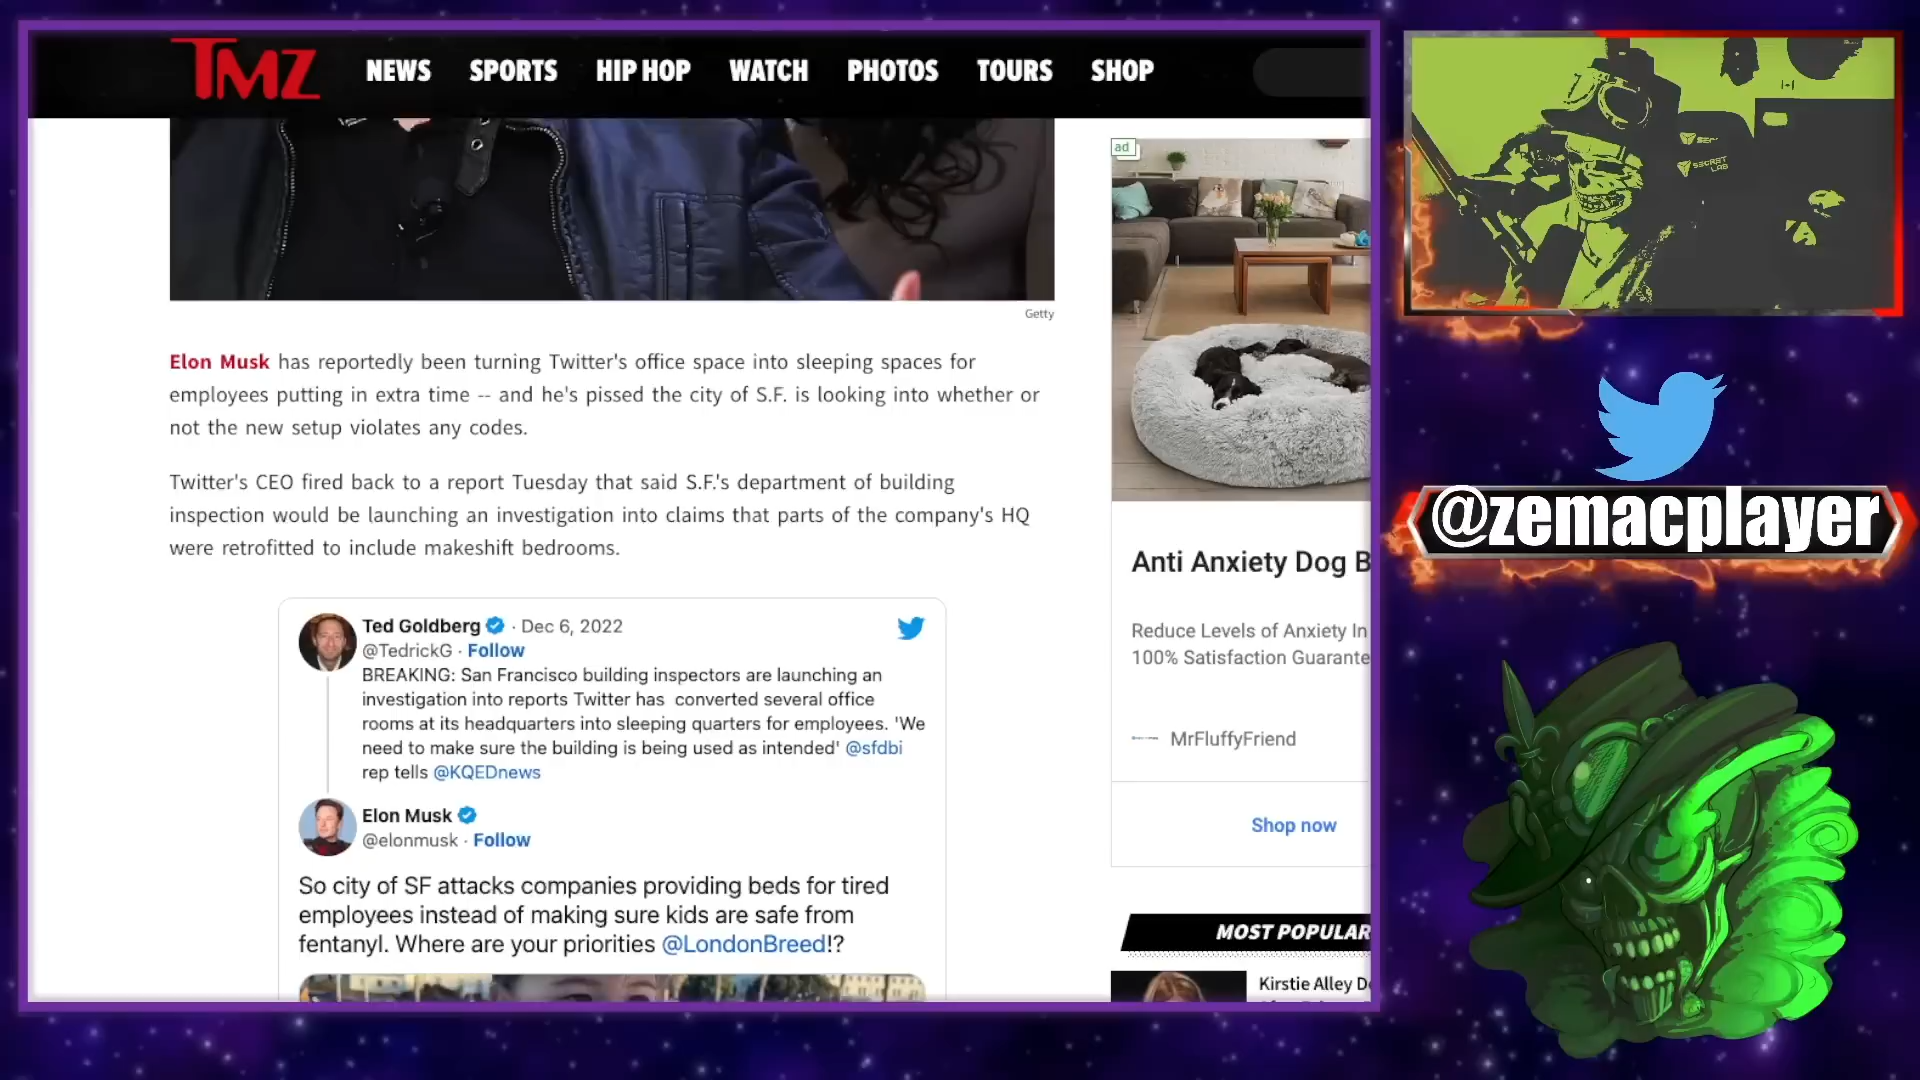 TMZ
NEWS SPORTS HIP HOP WATCH PHOTOS TOURS SHOP
Getty
Elon Musk has reportedly been turning Twitter's office space into sleeping spaces for
employees putting in extra time -- and he's pissed the city of S.F. is looking into whether or
not the new setup violates any codes.
Twitter's CEO fired back to a report Tuesday that said S.F.'s department of building
inspection would be launching an investigation into claims that parts of the company's HQ
were retrofitted to include makeshift bedrooms.
Ted Goldberg · Dec 6, 2022
@TedrickG · Follow
BREAKING: San Francisco building inspectors are launching an
investigation into reports Twitter has converted several office
rooms at its headquarters into sleeping quarters for employees. 'We
need to make sure the building is being used as intended' @sfdbi
rep tells @KQEDnews
Elon Musk
@elonmusk · Follow
So city of SF attacks companies providing beds for tired
employees instead of making sure kids are safe from
fentanyl. Where are your priorities @LondonBreed!?
ad
Anti Anxiety Dog B
Reduce Levels of Anxiety In
100% Satisfaction Guarante
MrFluffyFriend
Shop now
MOST POPULAR
Kirstie Alley D
SECRET
LAB
@zemacplayer